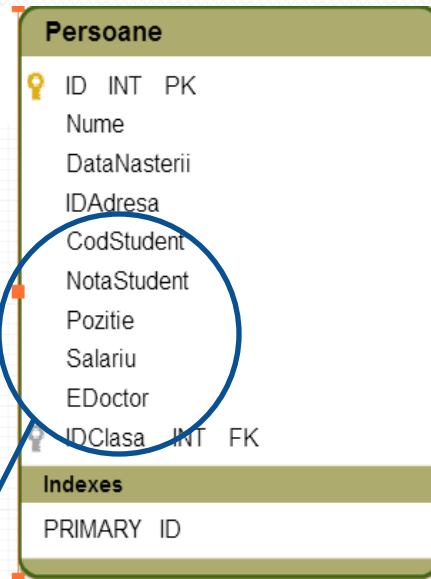 Persoane
ID INT PK
Nume
DataNasterii
IDAdresa
CodStudent
NotaStudent
Pozitie
Salariu
EDoctor
IDClasa INT FK
Indexes
PRIMARY ID